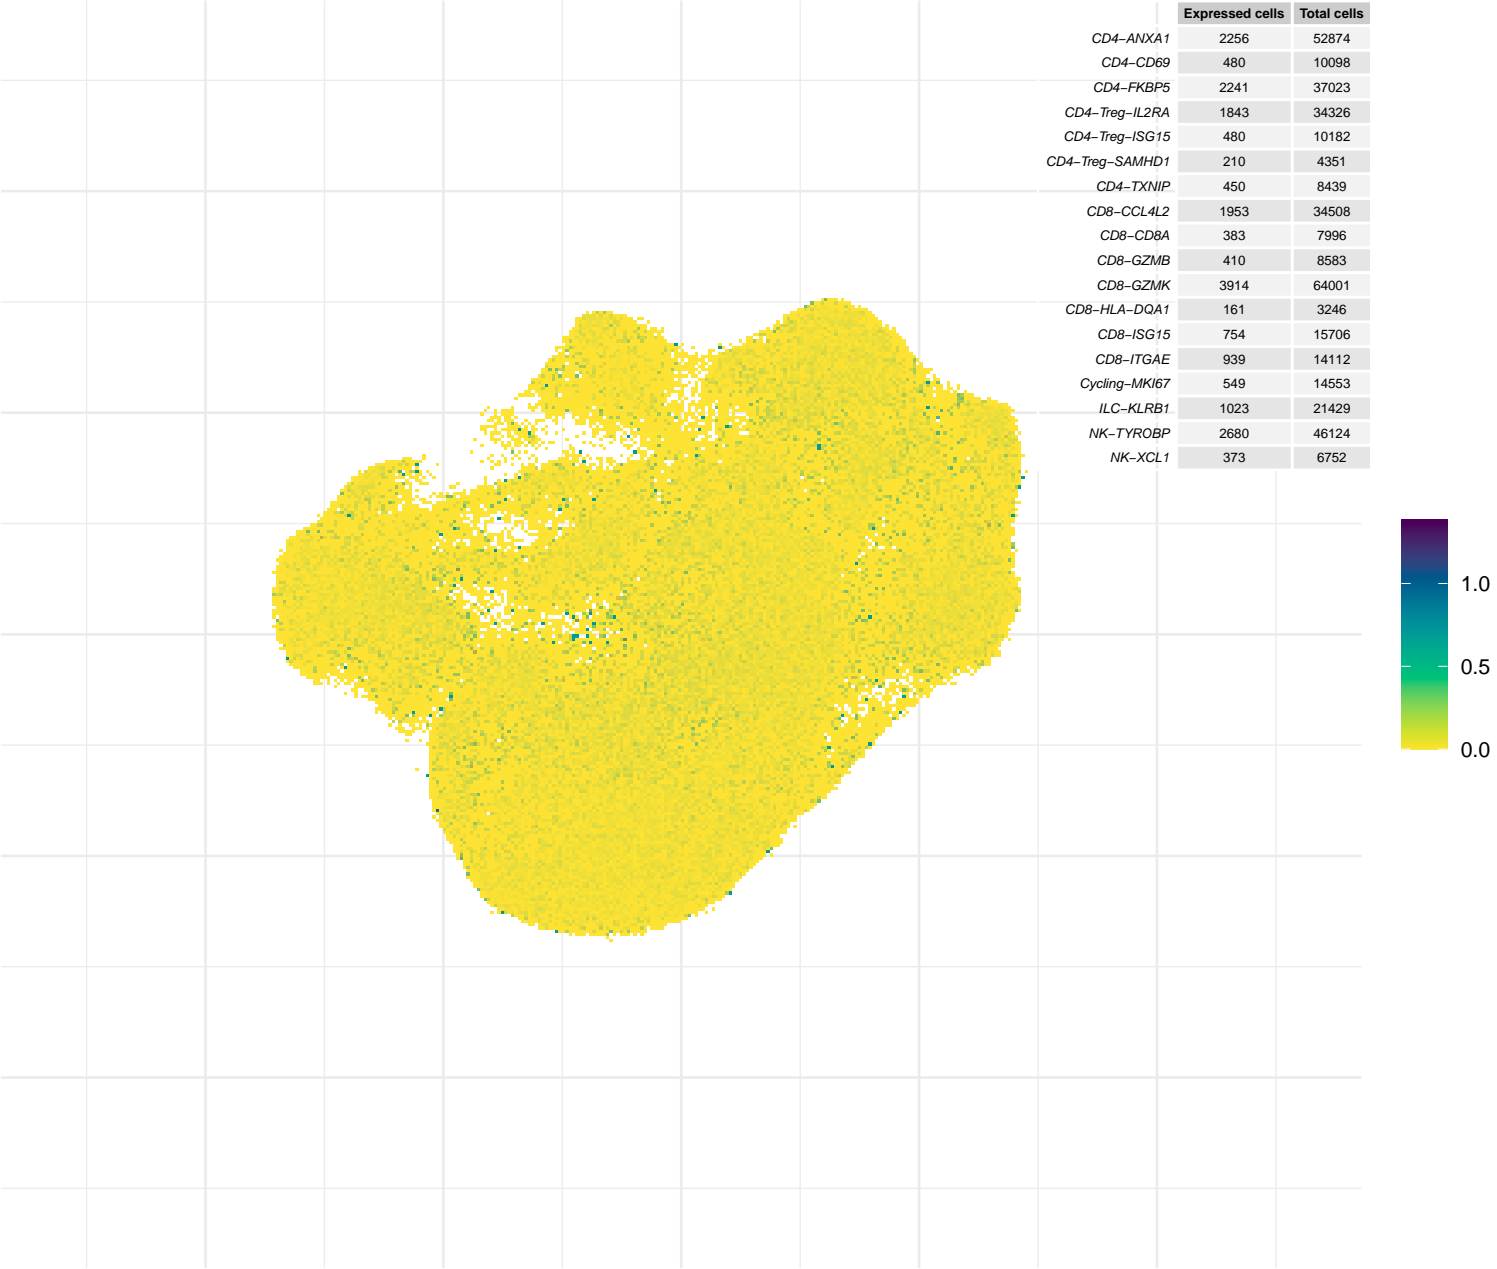 Expressed cells Total cells
CD4−ANXA1 2256 52874
CD4−CD69 480 10098
CD4−FKBP5 2241 37023
CD4−Treg−IL2RA 1843 34326
CD4−Treg−ISG15 480 10182
CD4−Treg−SAMHD1 210 4351
CD4−TXNIP 450 8439
CD8−CCL4L2 1953 34508
CD8−CD8A 383 7996
CD8−GZMB 410 8583
CD8−GZMK 3914 64001
CD8−HLA−DQA1 161 3246
CD8−ISG15 754 15706
CD8−ITGAE 939 14112
Cycling−MKI67 549 14553
ILC−KLRB1 1023 21429
NK−TYROBP 2680 46124
NK−XCL1 373 6752
1.0
0.5
0.0